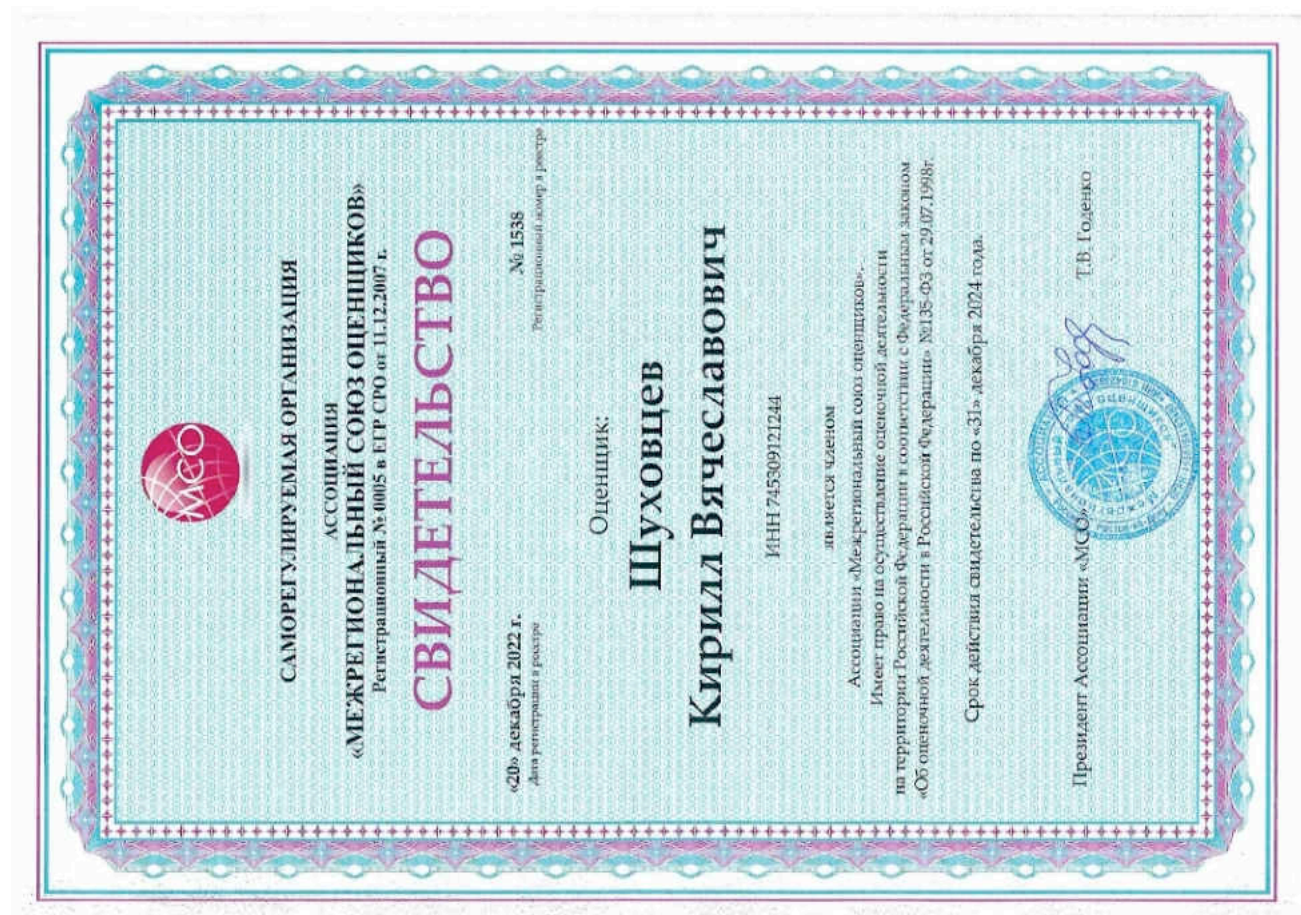 МСО
САМОРЕГУЛИРУЕМАЯ ОРГАНИЗАЦИЯ
АССОЦИАЦИЯ
«МЕЖРЕГИОНАЛЬНЫЙ СОЮЗ ОЦЕНЩИКОВ»
Регистрационный № 0005 в ЕГР СРО от 11.12.2007 г.
СВИДЕТЕЛЬСТВО
«20» декабря 2022 г. № 1538
Дата регистрации в реестре Регистрационный номер в реестре
Оценщик:
Шуховцев
Кирилл Вячеславович
ИНН 745309121244
является членом
Ассоциации «Межрегиональный союз оценщиков».
Имеет право на осуществление оценочной деятельности
на территории Российской Федерации в соответствии с Федеральным законом
«Об оценочной деятельности в Российской Федерации» №135-ФЗ от 29.07.1998г.
Срок действия свидетельства по «31» декабря 2024 года.
Президент Ассоциации «МСО» Т.В. Годенко